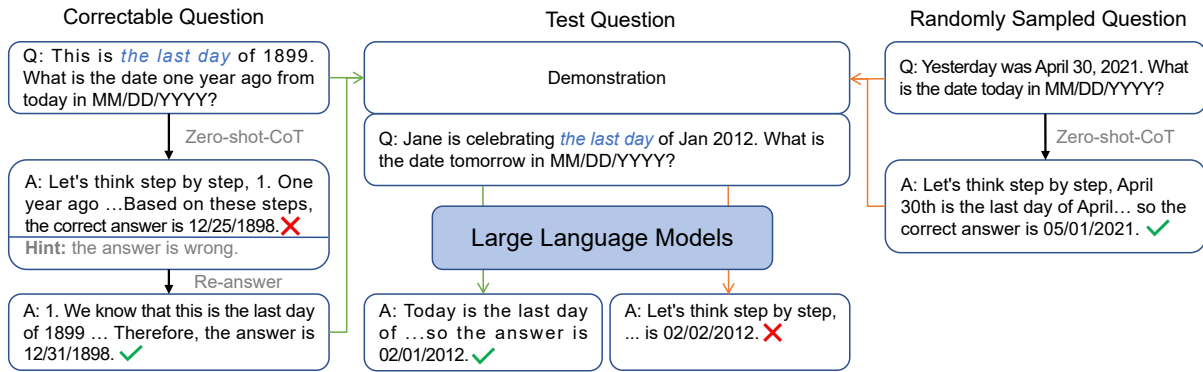 Correctable Question
Q: This is the last day of 1899.
What is the date one year ago from
today in MM/DD/YYYY?
Zero-shot-CoT
A: Let's think step by step, 1. One
year ago ...Based on these steps,
the correct answer is 12/25/1898.
Hint: the answer is wrong.
Re-answer
A: 1. We know that this is the last day
of 1899 ... Therefore, the answer is
12/31/1898.
Test Question
Demonstration
Q: Jane is celebrating the last day of Jan 2012. What is
the date tomorrow in MM/DD/YYYY?
Large Language Models
A: Today is the last day
of ...so the answer is
02/01/2012.
A: Let's think step by step,
... is 02/02/2012.
Randomly Sampled Question
Q: Yesterday was April 30, 2021. What
is the date today in MM/DD/YYYY?
Zero-shot-CoT
A: Let's think step by step, April
30th is the last day of April... so the
correct answer is 05/01/2021.